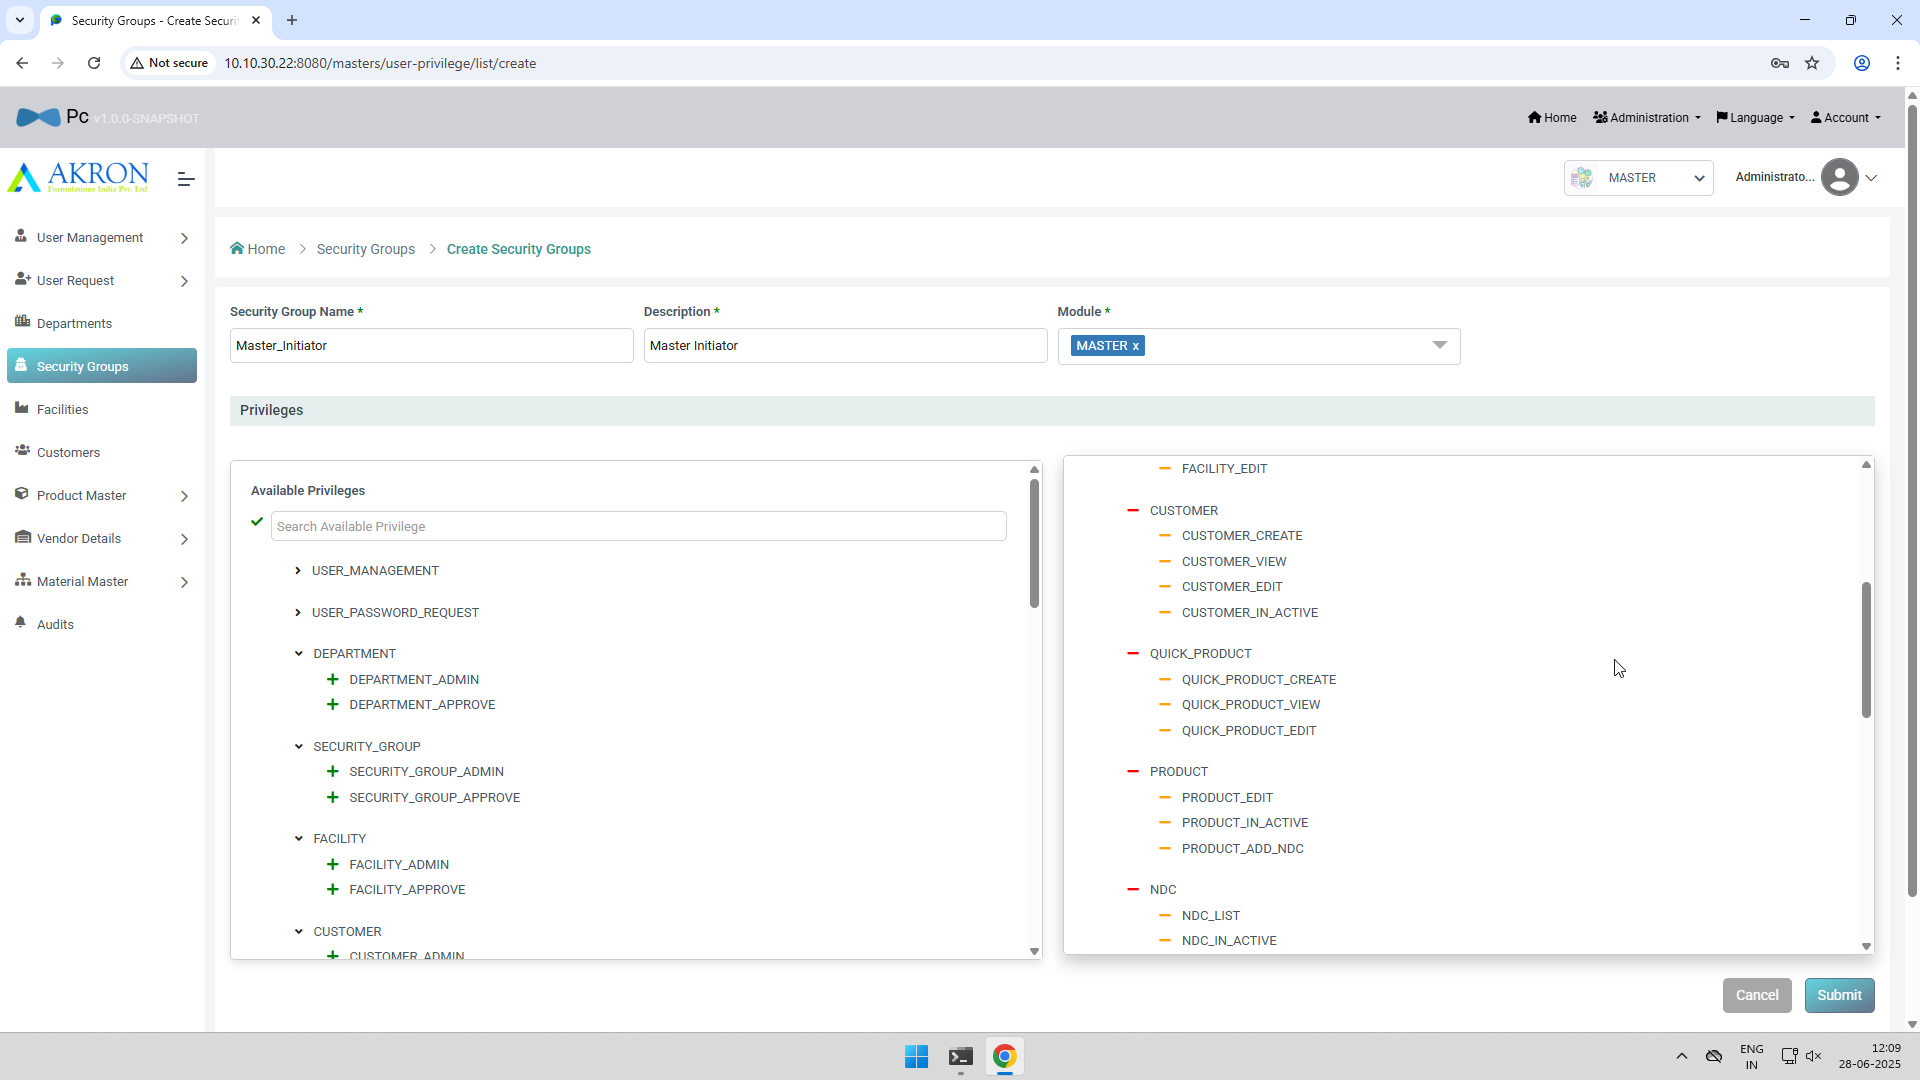 Security Groups - Create Securi
Not secure
10.10.30.22:8080/masters/user-privilege/list/create
Pc v1.0.0-SNAPSHOT
Home
Administration
Language
Account
AKRON
Formulations India Pvt. Ltd
MASTER
Administrato...
User Management
User Request
Departments
Security Groups
Facilities
Customers
Product Master
Vendor Details
Material Master
Audits
Home
Security Groups
Create Security Groups
Security Group Name *
Description *
Module *
Master_Initiator
Master Initiator
MASTER x
Privileges
Available Privileges
Search Available Privilege
USER_MANAGEMENT
USER_PASSWORD_REQUEST
DEPARTMENT
DEPARTMENT_ADMIN
DEPARTMENT_APPROVE
SECURITY_GROUP
SECURITY_GROUP_ADMIN
SECURITY_GROUP_APPROVE
FACILITY
FACILITY_ADMIN
FACILITY_APPROVE
CUSTOMER
CUSTOMER_ADMIN
FACILITY_EDIT
CUSTOMER
CUSTOMER_CREATE
CUSTOMER_VIEW
CUSTOMER_EDIT
CUSTOMER_IN_ACTIVE
QUICK_PRODUCT
QUICK_PRODUCT_CREATE
QUICK_PRODUCT_VIEW
QUICK_PRODUCT_EDIT
PRODUCT
PRODUCT_EDIT
PRODUCT_IN_ACTIVE
PRODUCT_ADD_NDC
NDC
NDC_LIST
NDC_IN_ACTIVE
Cancel
Submit
ENG
IN
12:09
28-06-2025